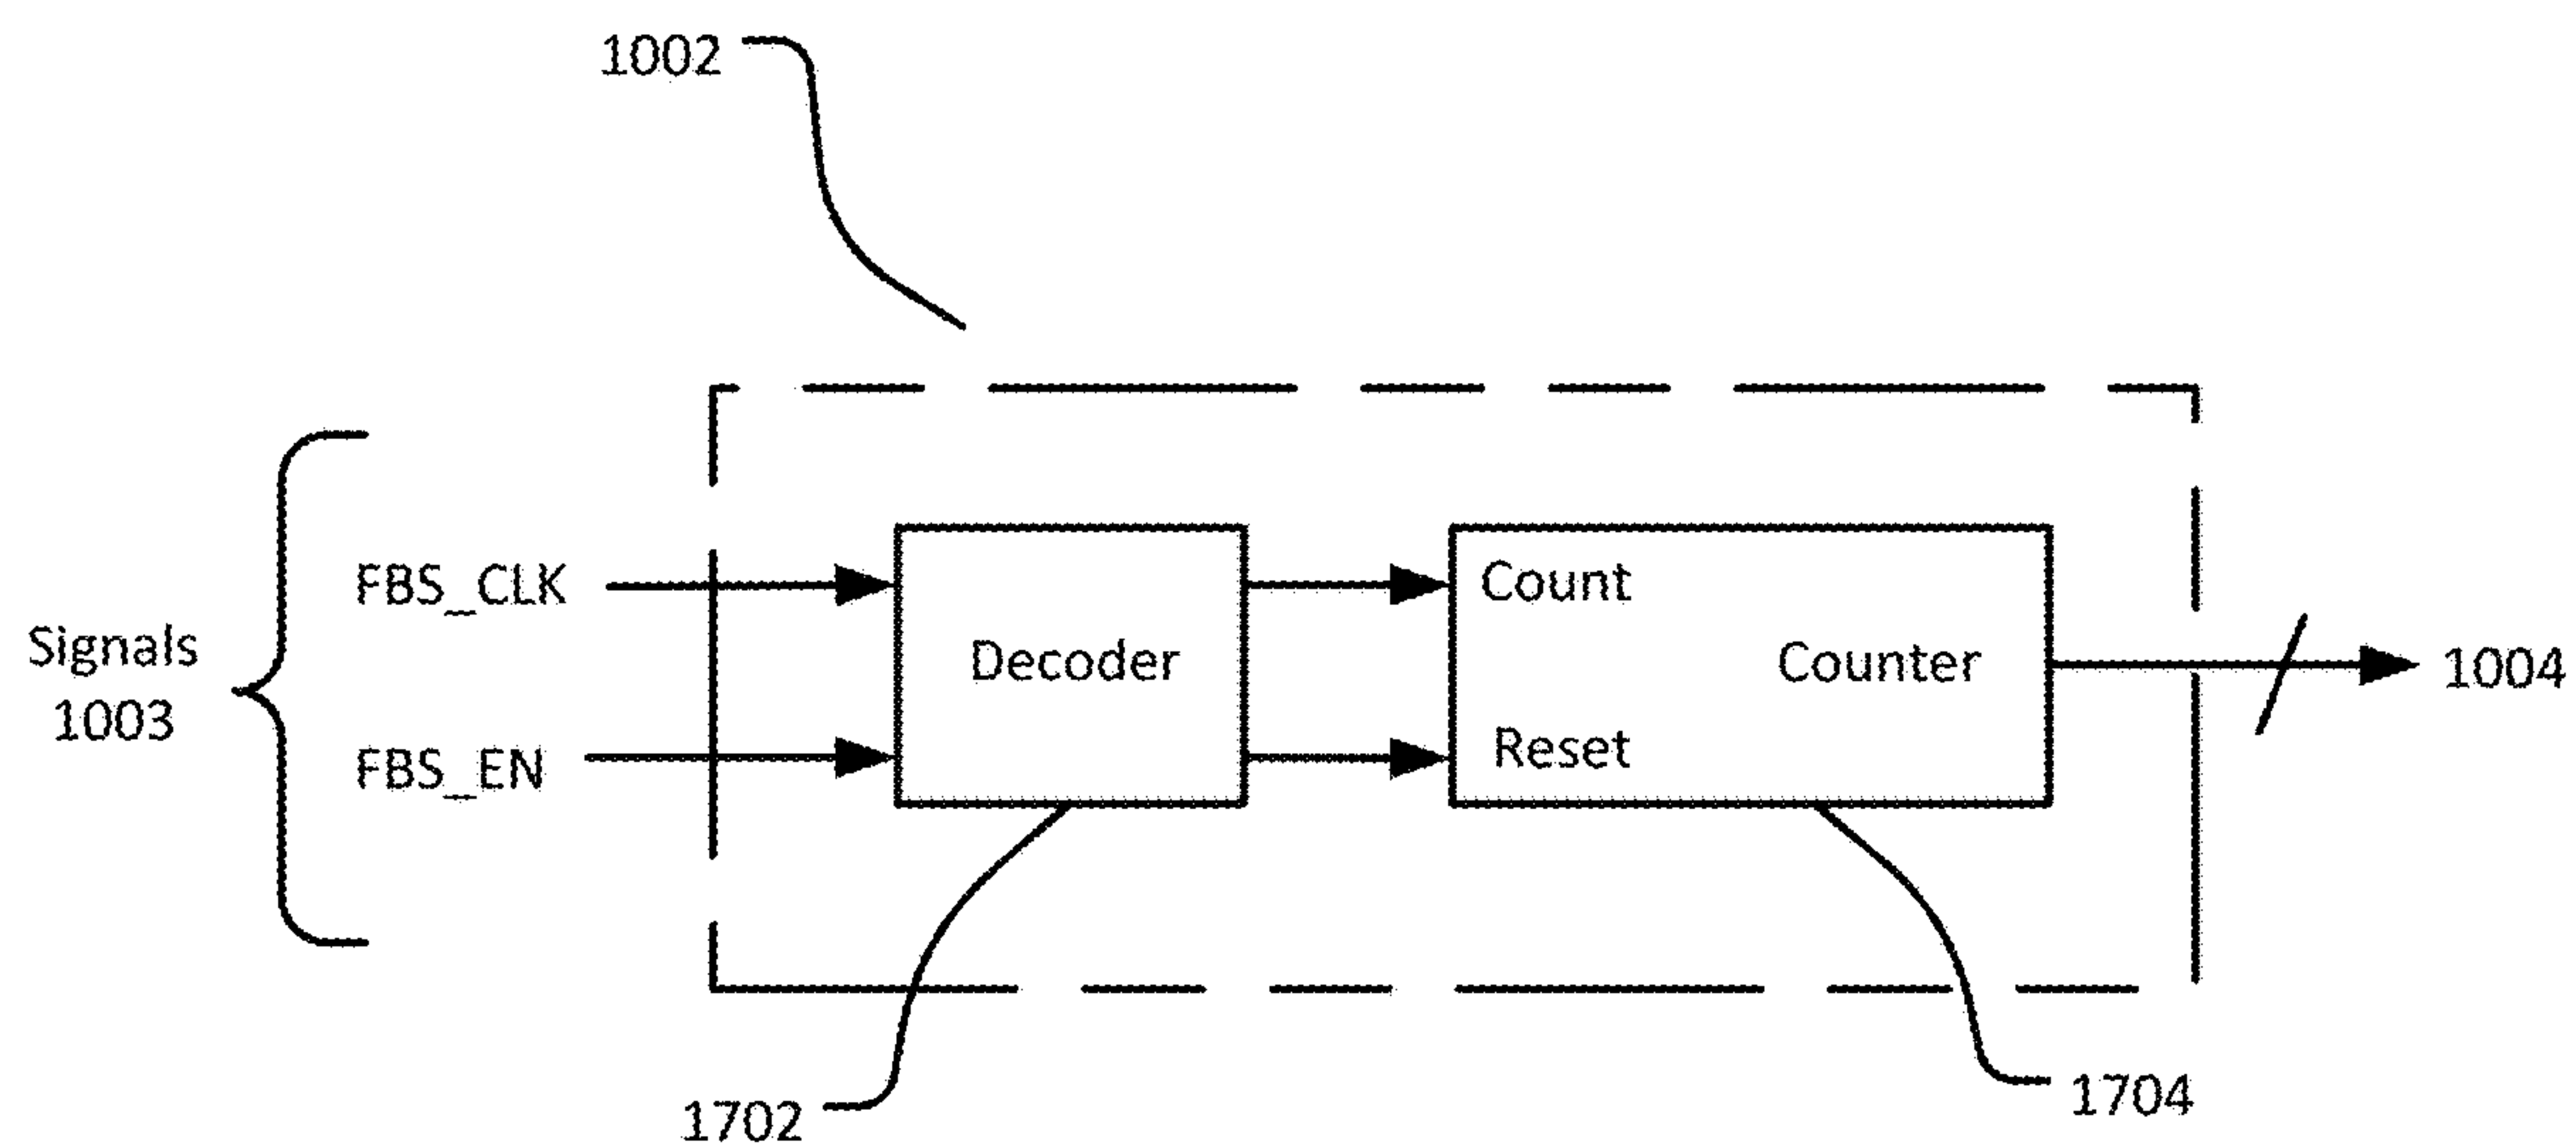 1002
FBS_CLK
Count
Signals
1003
Decoder
Counter
1004
FBS_EN
Reset
1702
1704